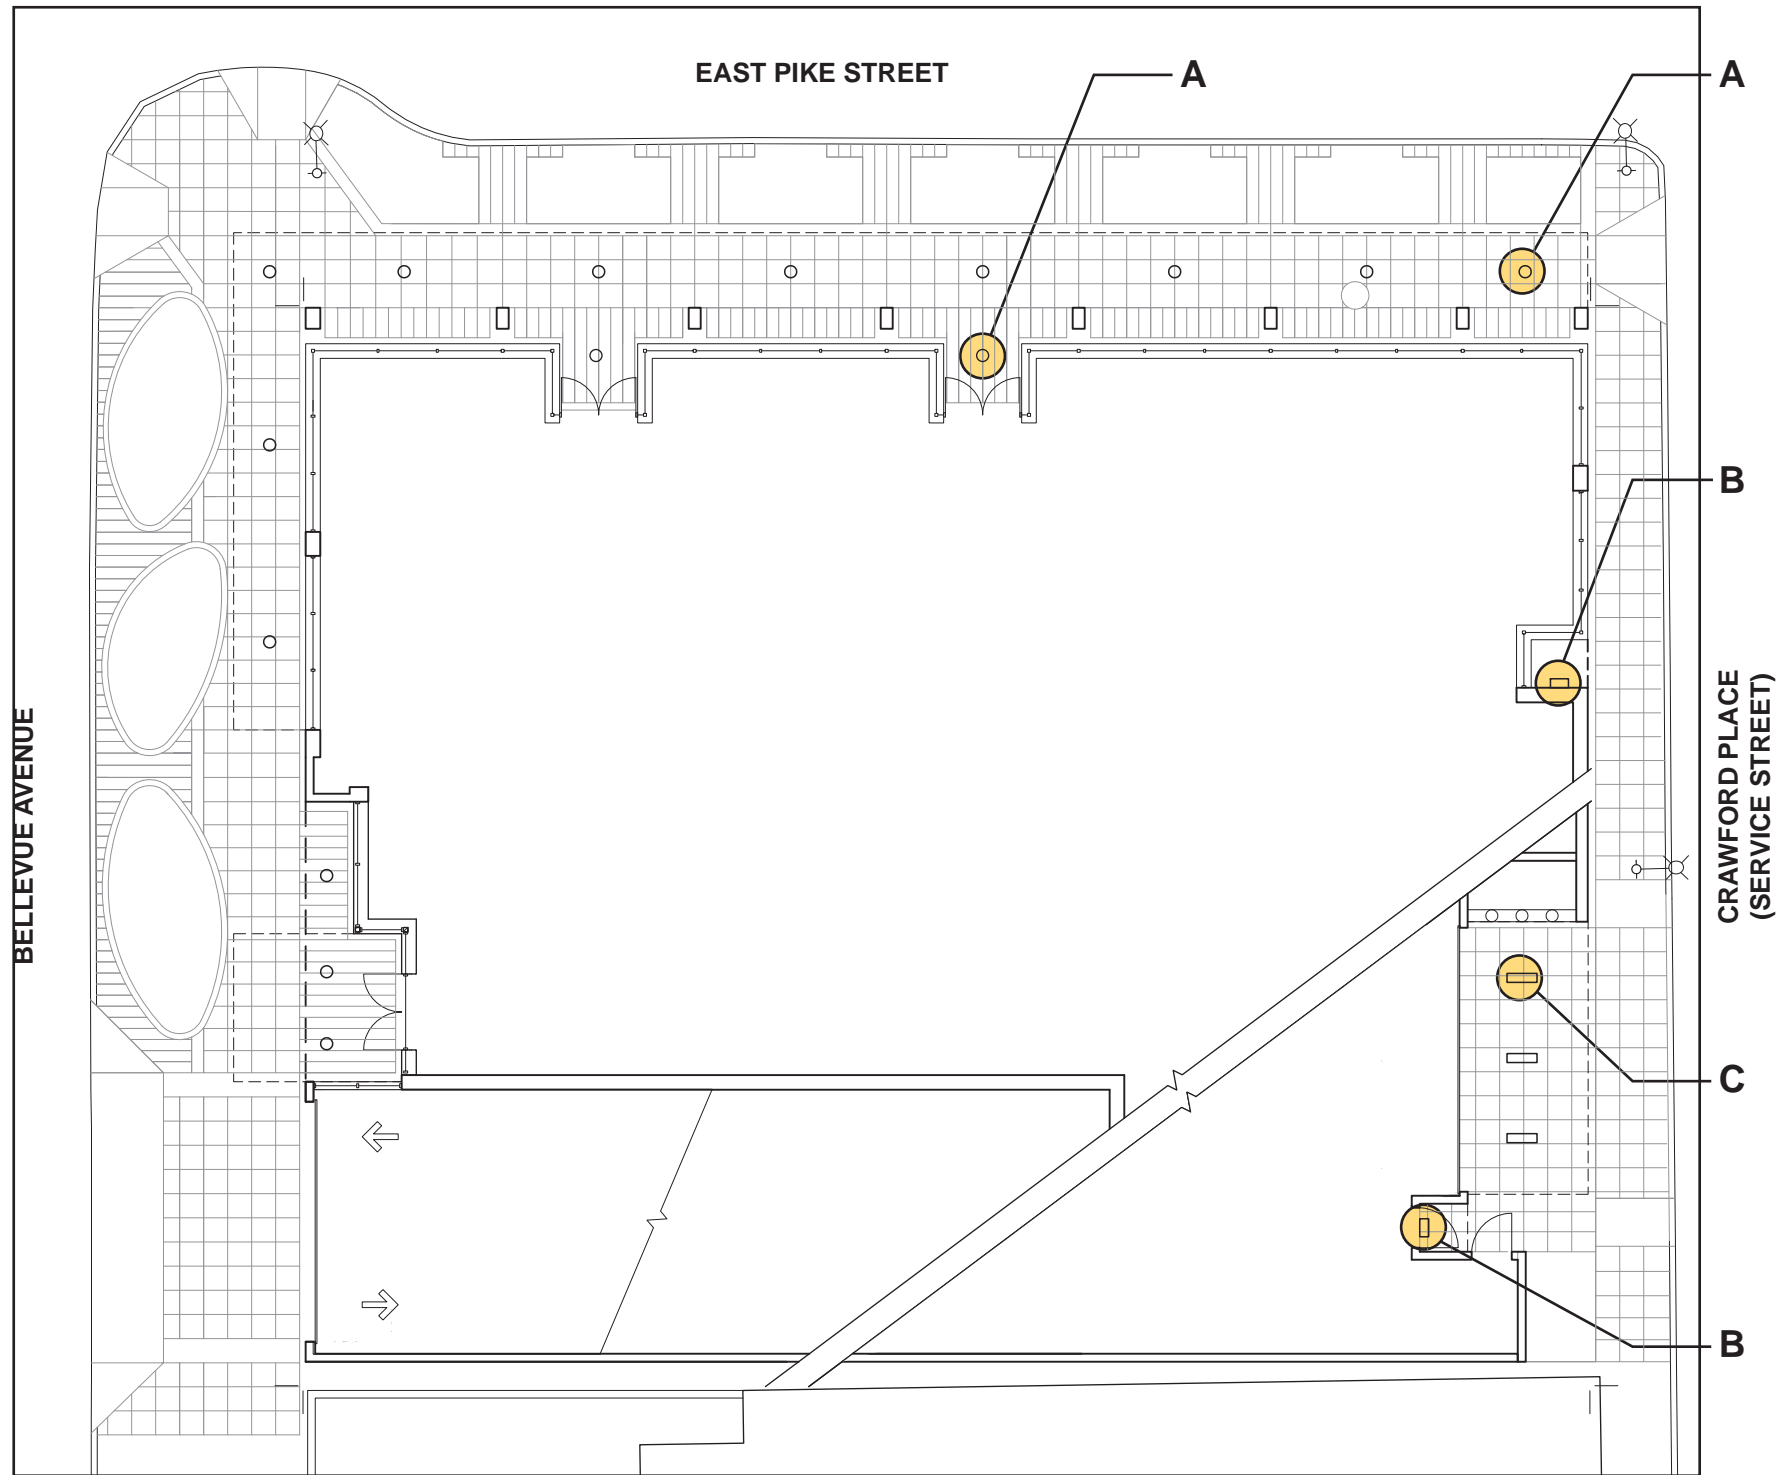 EAST PIKE STREET
A
A
B
BELLEVUE AVENUE
CRAWFORD PLACE
(SERVICE STREET)
C
B